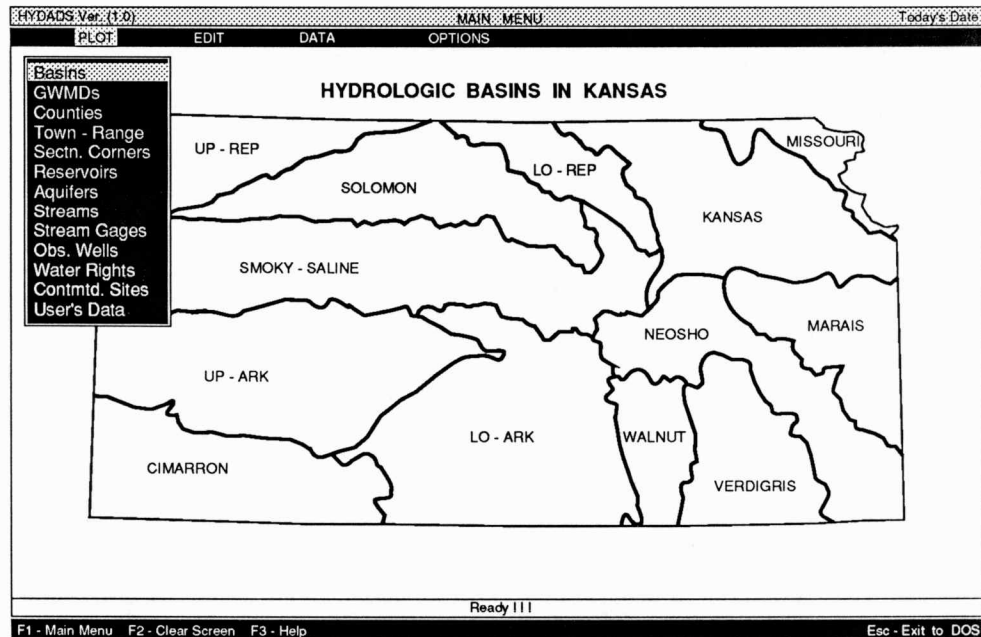 HYDADS Ver. (1.0) MAIN MENU Today's Date
PLOT EDIT DATA OPTIONS
Basins
GWMDs
Counties
Town - Range
Sectn. Corners
Reservoirs
Aquifers
Streams
Stream Gages
Obs. Wells
Water Rights
Contmtd. Sites
User's Data
HYDROLOGIC BASINS IN KANSAS
UP - REP
SOLOMON
LO - REP
MISSOURI
KANSAS
SMOKY - SALINE
NEOSHO
MARAIS
UP - ARK
LO - ARK
WALNUT
CIMARRON
VERDIGRIS
Ready !!!
F1 - Main Menu F2 - Clear Screen F3 - Help Esc - Exit to DOS